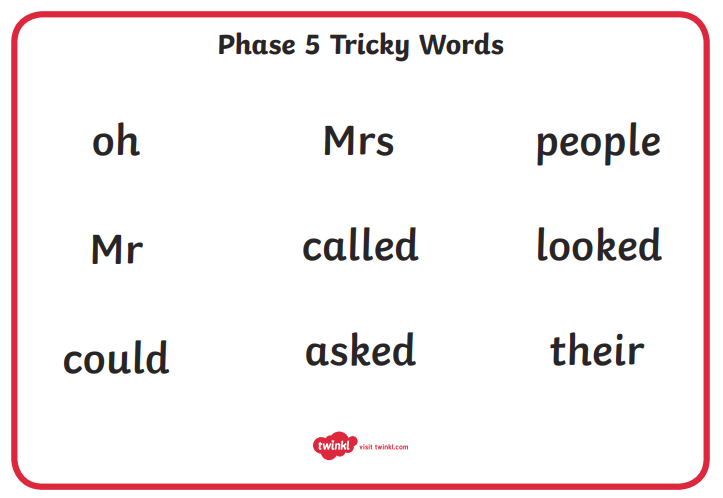 Phase 5 Tricky Words
oh Mrs people
Mr called looked
could asked their
twinkl visit twinkl.com